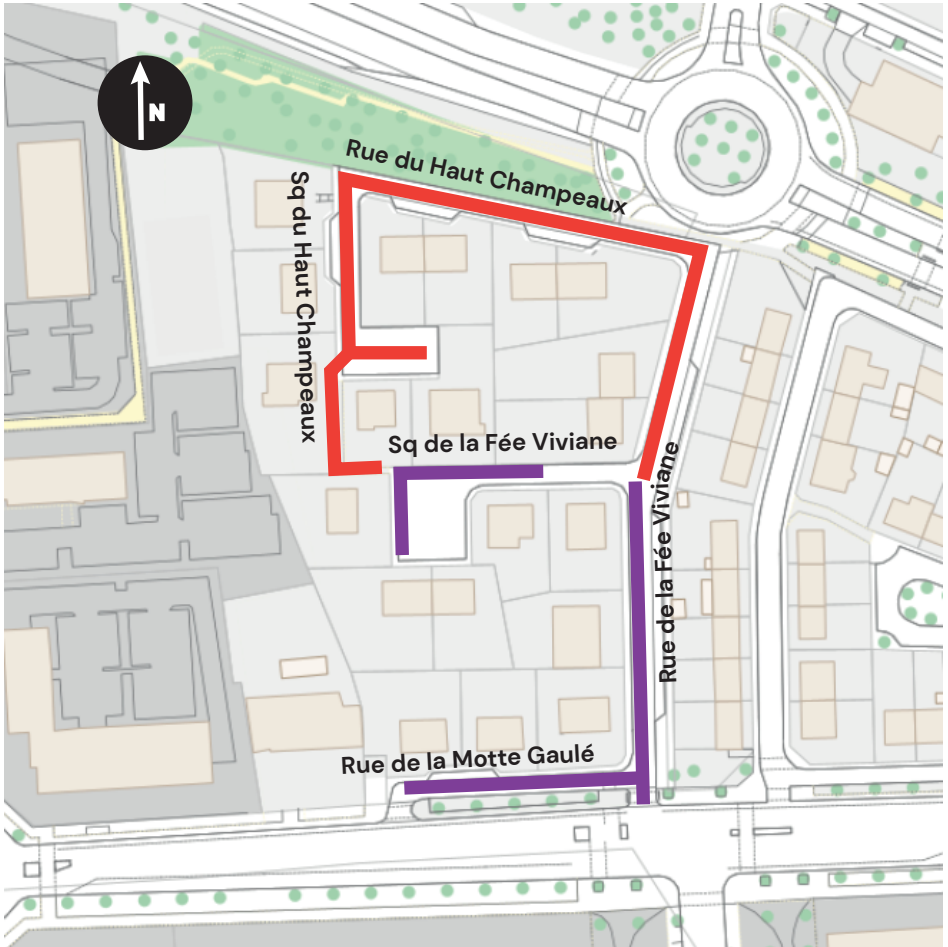 N
Rue du Haut Champeaux
Sq du Haut Champeaux
Sq de la Fée Viviane
Rue de la Fée Viviane
Rue de la Motte Gaulé